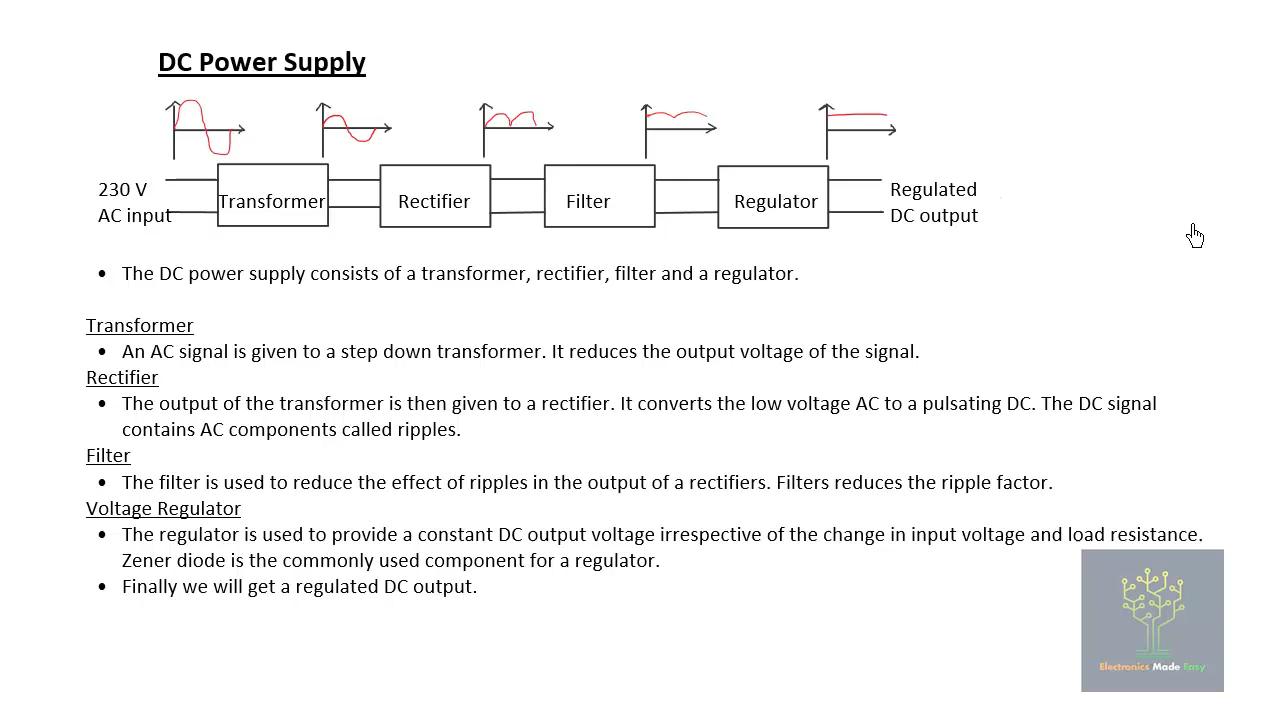 DC Power Supply
230 V
AC input
Transformer
Rectifier
Filter
Regulator
Regulated
DC output
• The DC power supply consists of a transformer, rectifier, filter and a regulator.
Transformer
• An AC signal is given to a step down transformer. It reduces the output voltage of the signal.
Rectifier
• The output of the transformer is then given to a rectifier. It converts the low voltage AC to a pulsating DC. The DC signal
contains AC components called ripples.
Filter
• The filter is used to reduce the effect of ripples in the output of a rectifiers. Filters reduces the ripple factor.
Voltage Regulator
• The regulator is used to provide a constant DC output voltage irrespective of the change in input voltage and load resistance.
Zener diode is the commonly used component for a regulator.
• Finally we will get a regulated DC output.
Electronics Made Easy